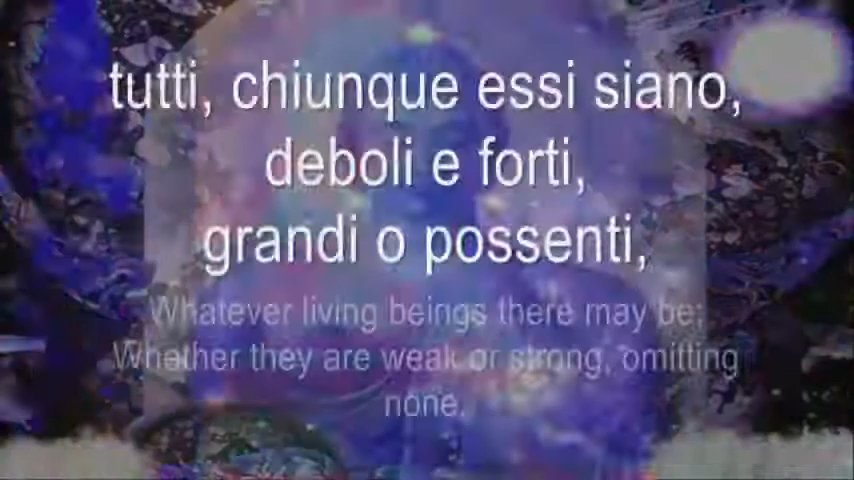 tutti, chiunque essi siano,
deboli e forti,
grandi o possenti,
Whatever living beings there may be;
Whether they are weak or strong, omitting
none.